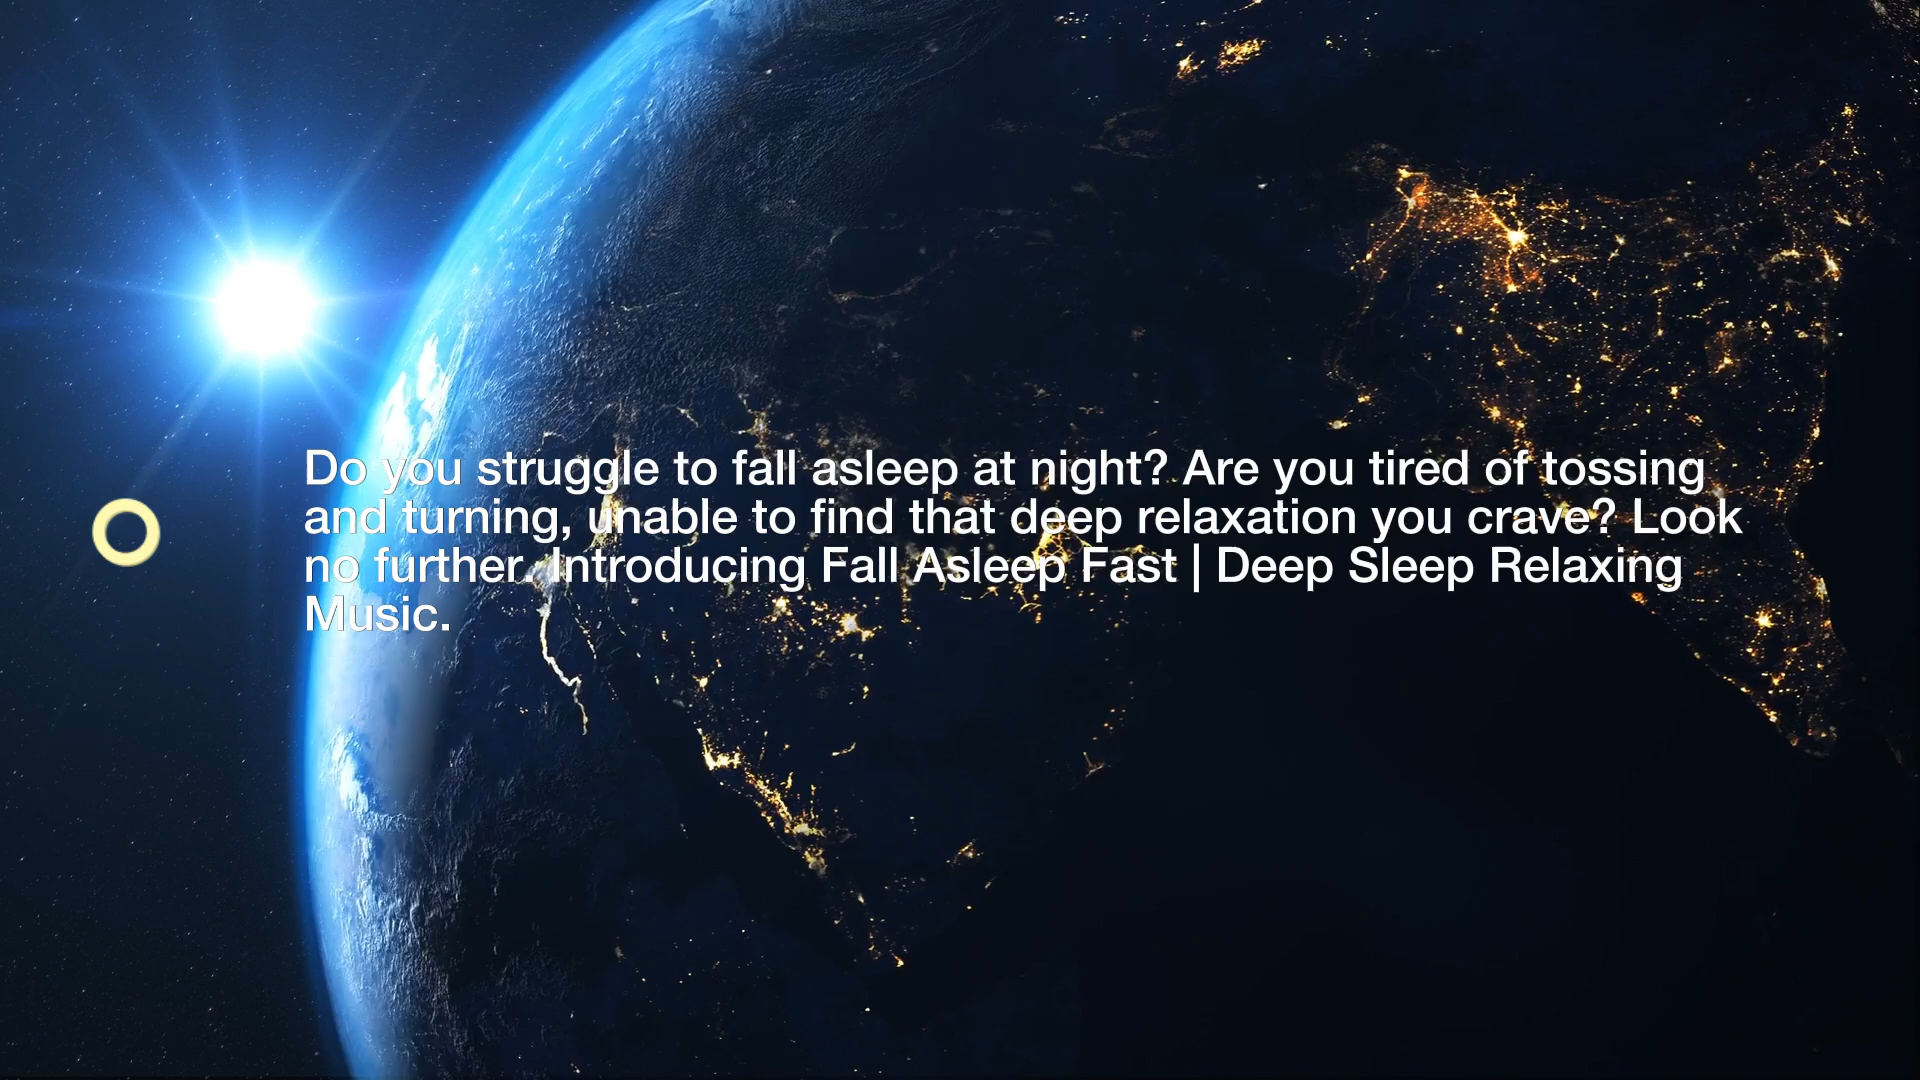 Do you struggle to fall asleep at night? Are you tired of tossing
and turning, unable to find that deep relaxation you crave? Look
no further. Introducing Fall Asleep Fast | Deep Sleep Relaxing
Music.